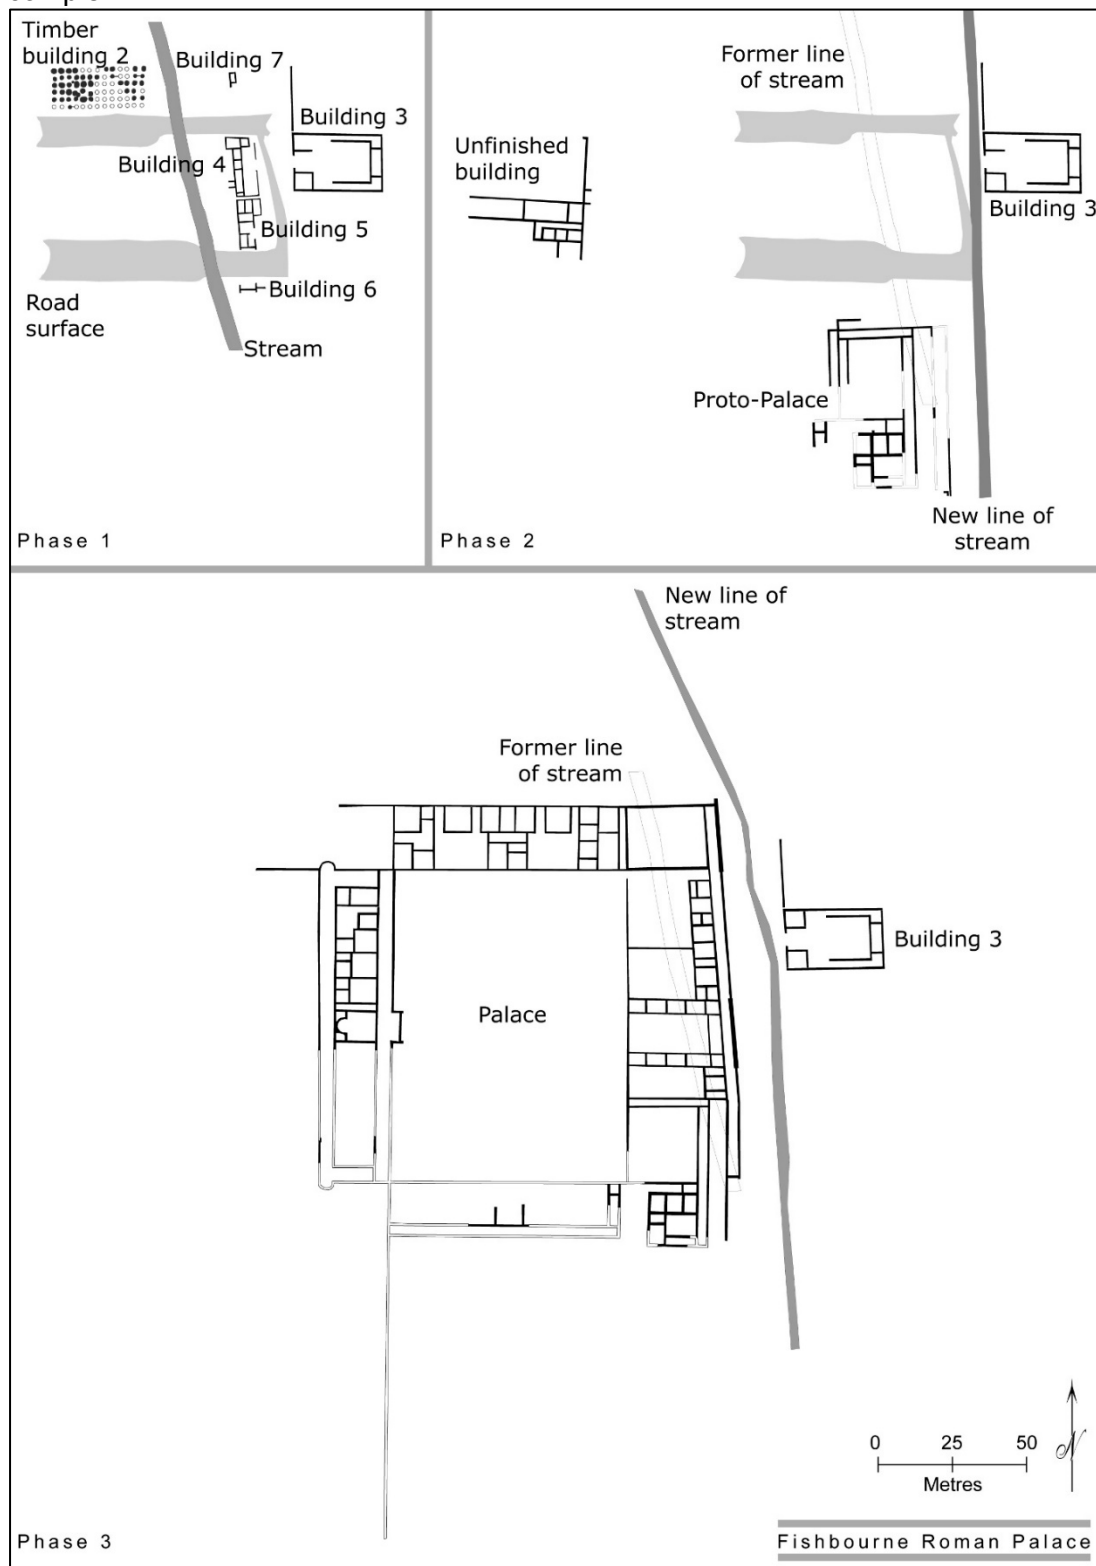 Timber
building 2
Building 7
Building 3
Building 4
Building 5
Building 6
Road
surface
Stream
Phase 1
Former line
of stream
Unfinished
building
Building 3
Proto-Palace
New line of
stream
Phase 2
New line of
stream
Former line
of stream
Building 3
Palace
0 25 50
Metres
N
Phase 3
Fishbourne Roman Palace